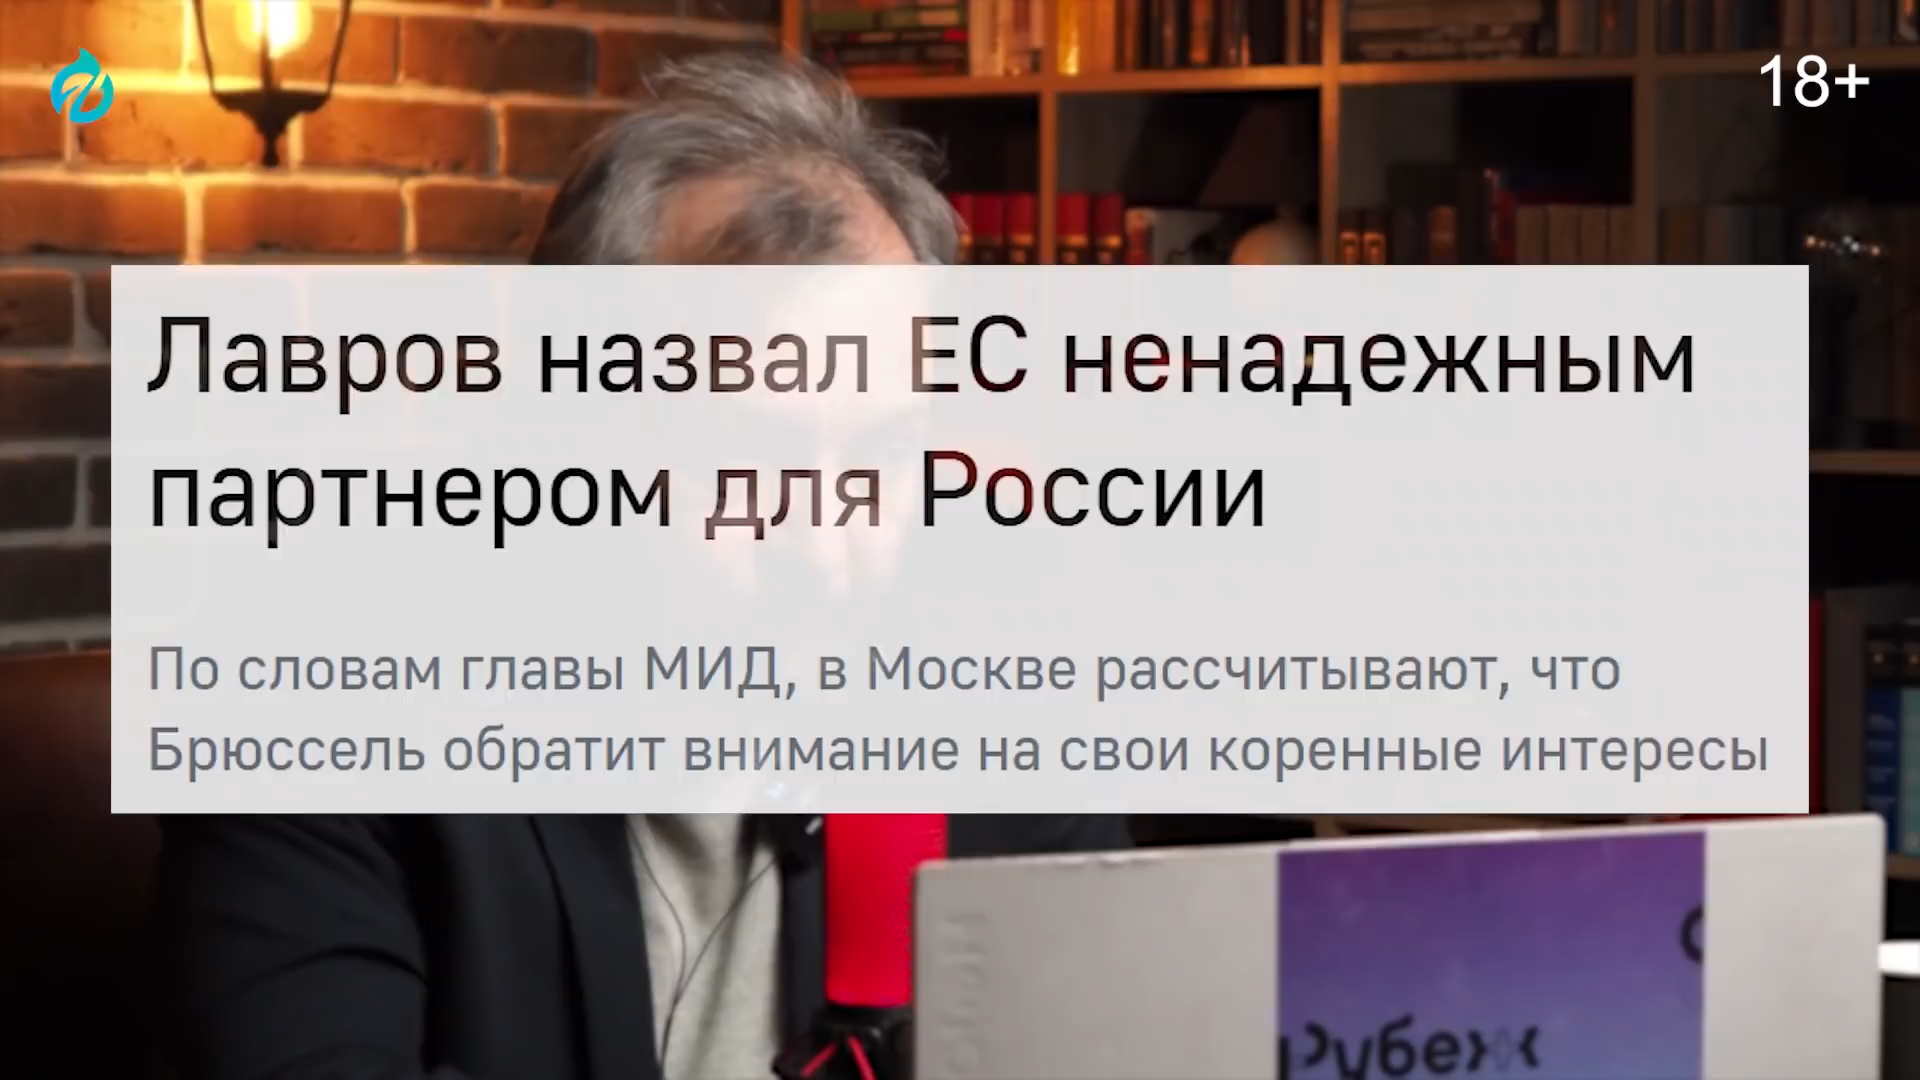 18+
Лавров назвал ЕС ненадежным
партнером для России
По словам главы МИД, в Москве рассчитывают, что
Брюссель обратит внимание на свои коренные интересы
Рубеж